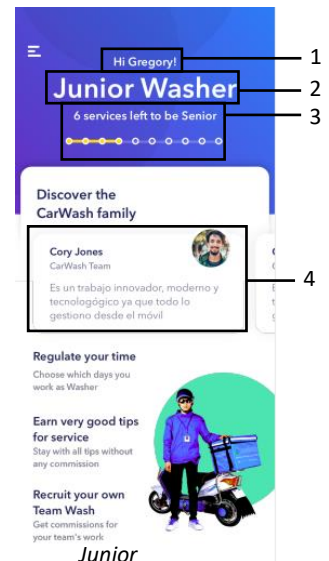 Hi Gregory!
1
Junior Washer
2
6 services left to be Senior
3
Discover the
CarWash family
Cory Jones
CarWash Team
Es un trabajo innovador, moderno y
tecnologógico ya que todo lo
gestiono desde el móvil
4
Regulate your time
Choose which days you
work as Washer
Earn very good tips
for service
Stay with all tips without
any commission
Recruit your own
Team Wash
Get commissions for
your team's work
Junior